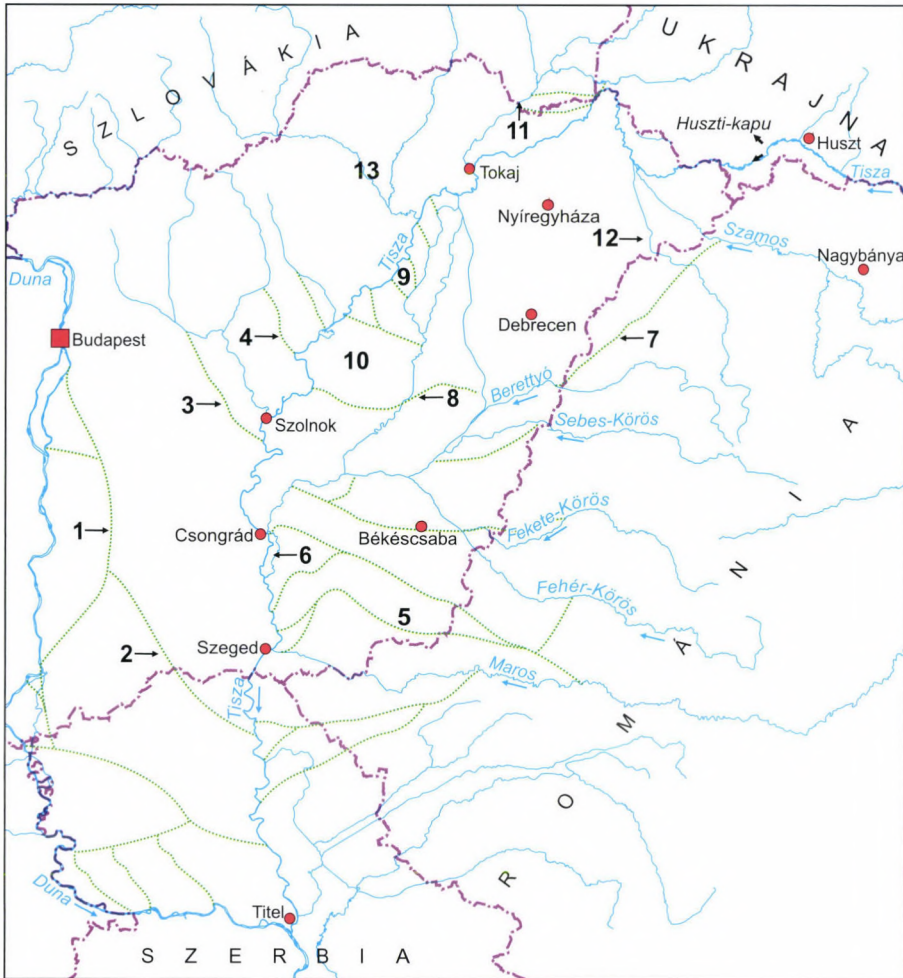 SZLOVÁKIA
UKRAJNA
Huszti-kapu
Huszt
Tisza
11
13
Tokaj
Nyíregyháza
12
Szamos
Nagybánya
Duna
Tisza
9
Budapest
4
Debrecen
7
10
3
8
Berettyó
Szolnok
Sebes-Körös
1
Csongrád
Békéscsaba
Fekete-Körös
6
Fehér-Körös
5
2
Szeged
Maros
Tisza
ROMÁNIA
Duna
Titel
SZERBIA